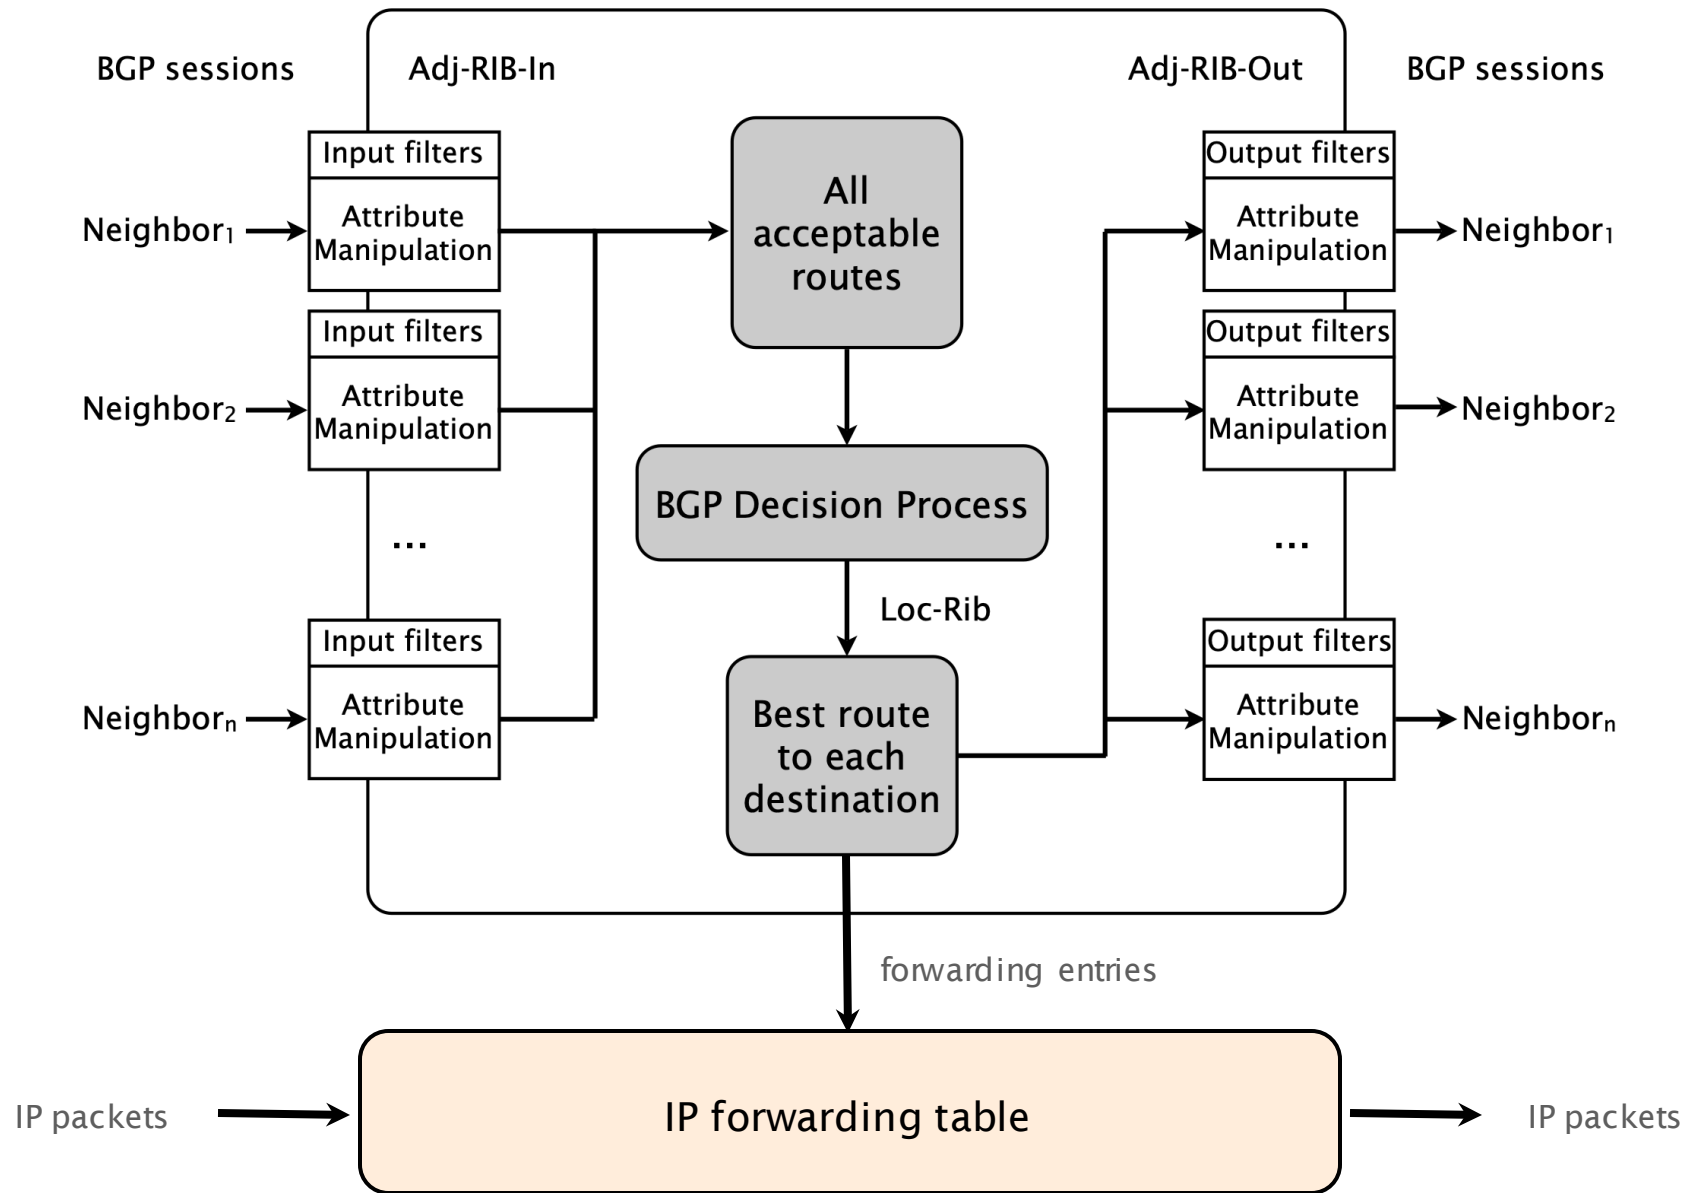 BGP sessions
Adj-RIB-In
Adj-RIB-Out
BGP sessions
Input filters
Attribute
Manipulation
Neighbor₁
All
acceptable
routes
Output filters
Attribute
Manipulation
Neighbor₁
Input filters
Attribute
Manipulation
Neighbor₂
Output filters
Attribute
Manipulation
Neighbor₂
BGP Decision Process
...
...
Loc-Rib
Input filters
Attribute
Manipulation
Neighborₙ
Best route
to each
destination
Output filters
Attribute
Manipulation
Neighborₙ
forwarding entries
IP packets
IP forwarding table
IP packets